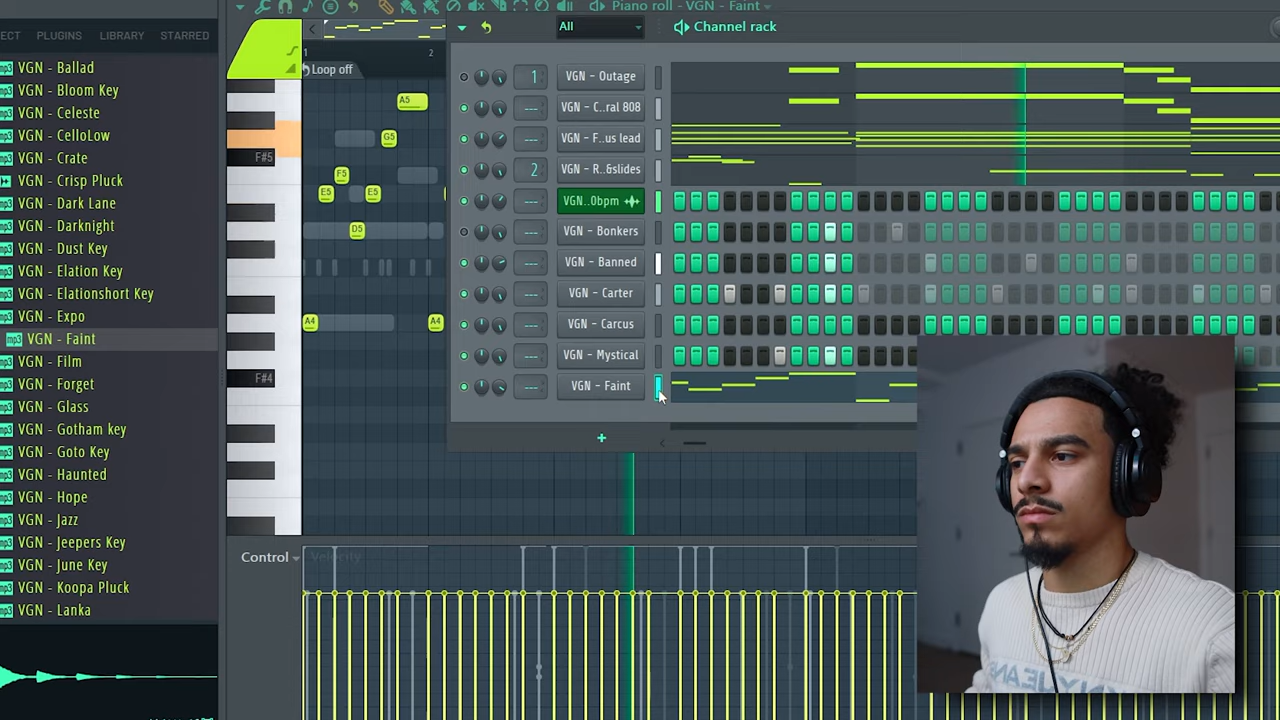 Piano roll - VGN - Faint
ECT PLUGINS LIBRARY STARRED
VGN - Ballad
VGN - Bloom Key
VGN - Celeste
VGN - CelloLow
VGN - Crate
VGN - Crisp Pluck
VGN - Dark Lane
VGN - Darknight
VGN - Dust Key
VGN - Elation Key
VGN - Elationshort Key
VGN - Expo
mp3 VGN - Faint
VGN - Film
VGN - Forget
VGN - Glass
VGN - Gotham key
VGN - Goto Key
VGN - Haunted
VGN - Hope
VGN - Jazz
VGN - Jeepers Key
VGN - June Key
VGN - Koopa Pluck
VGN - Lanka
1 2
Loop off
A5
G5
F#5
F5
E5 E5
D5
A4 A4
F#4
Control Velocity
All
Channel rack
1 VGN - Outage
--- VGN - C..ral 808
--- VGN - F..us lead
2 VGN - R..&slides
--- VGN..0bpm
--- VGN - Bonkers
--- VGN - Banned
--- VGN - Carter
--- VGN - Carcus
--- VGN - Mystical
--- VGN - Faint
+